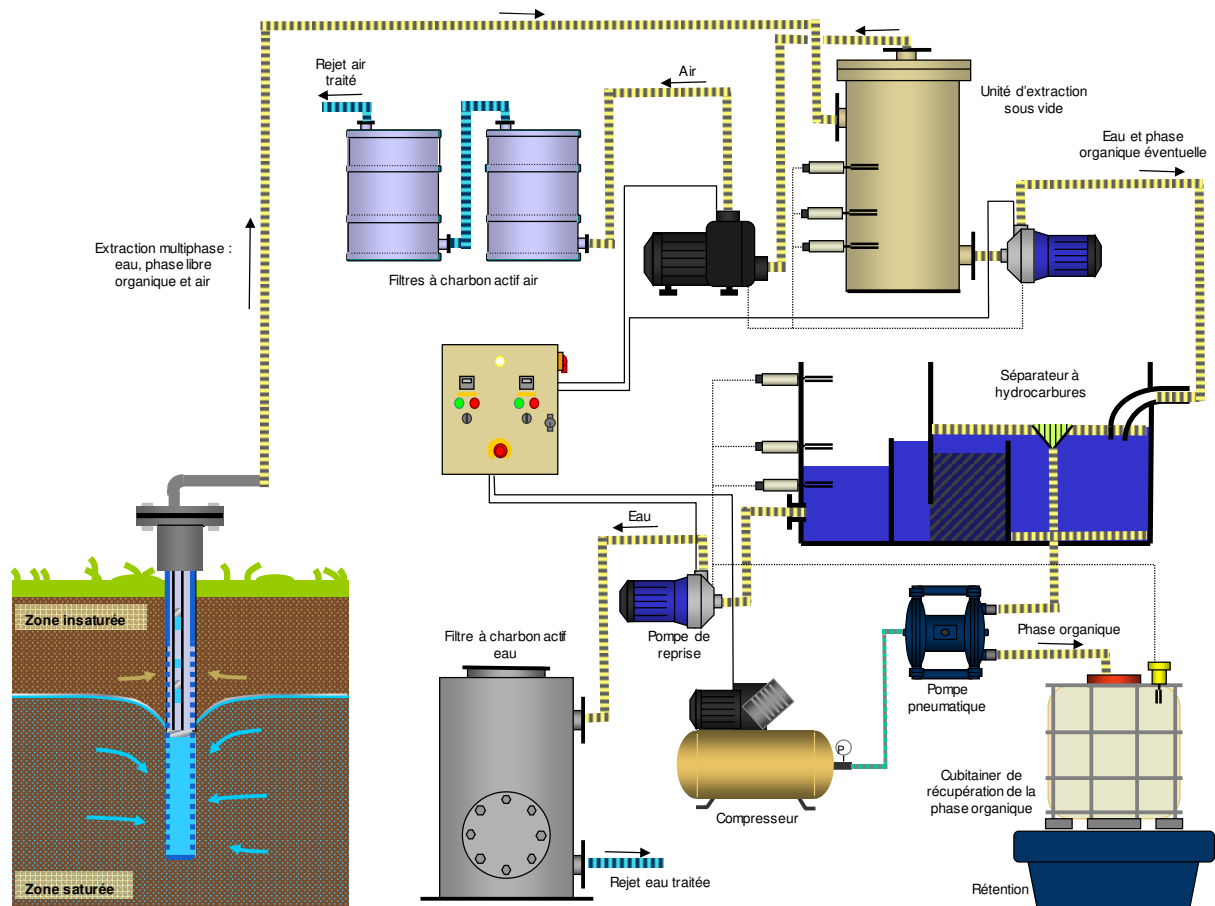 Rejet air
traité
Air
Unité d'extraction
sous vide
Eau et phase
organique éventuelle
Extraction multiphase :
eau, phase libre
organique et air
Filtres à charbon actif air
Séparateur à
hydrocarbures
Eau
Zone insaturée
Filtre à charbon actif
eau
Pompe de
reprise
Phase organique
Pompe
pneumatique
P
Cubitainer de
récupération de la
phase organique
Compresseur
Zone saturée
Rejet eau traitée
Rétention